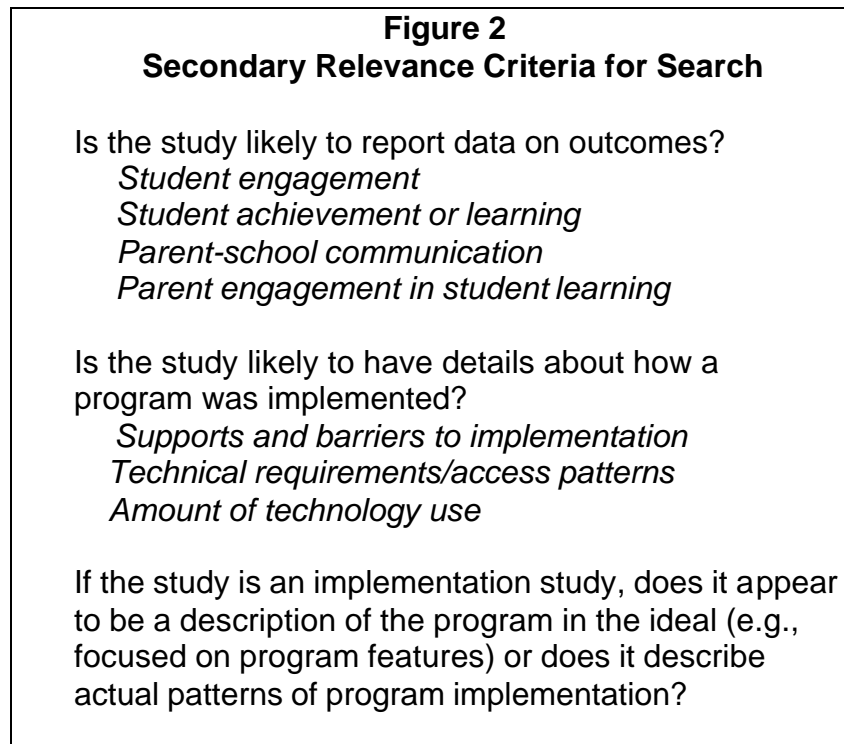 Figure 2
Secondary Relevance Criteria for Search
Is the study likely to report data on outcomes?
Student engagement
Student achievement or learning
Parent-school communication
Parent engagement in student learning
Is the study likely to have details about how a
program was implemented?
Supports and barriers to implementation
Technical requirements/access patterns
Amount of technology use
If the study is an implementation study, does it appear
to be a description of the program in the ideal (e.g.,
focused on program features) or does it describe
actual patterns of program implementation?